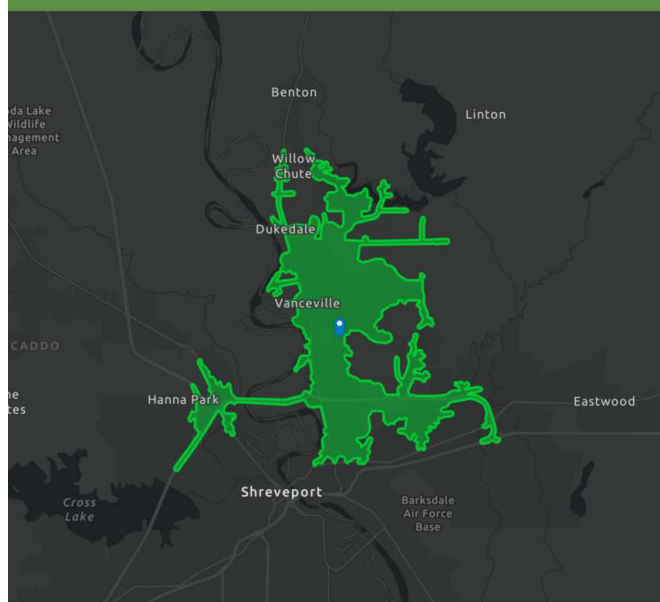 Benton
Linton
oda Lake
Wildlife
nagement
Area
Willow
Chute
Dukedale
Vanceville
CADDO
ne
tes
Hanna Park
Eastwood
Shreveport
Cross
Lake
Barksdale
Air Force
Base